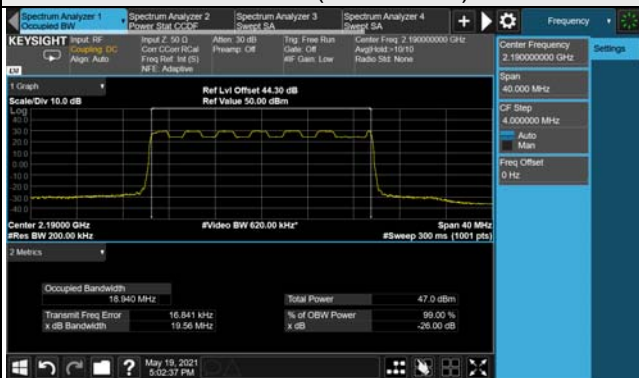 Spectrum Analyzer 1
Occupied BW
Spectrum Analyzer 2
Power Stat CCDF
Spectrum Analyzer 3
Swept SA
Spectrum Analyzer 4
Swept SA
Frequency
KEYSIGHT
Input: RF
Coupling: DC
Align: Auto
Input Z: 50 Ω
Corr CCorr RCal
Freq Ref: Int (S)
NFE: Adaptive
Atten: 30 dB
Preamp: Off
Trig: Free Run
Gate: Off
#IF Gain: Low
Center Freq: 2.190000000 GHz
Avg|Hold:>10/10
Radio Std: None
Center Frequency
2.190000000 GHz
Settings
Span
40.000 MHz
CF Step
4.000000 MHz
Auto
Man
Freq Offset
0 Hz
1 Graph
Scale/Div 10.0 dB
Ref Lvl Offset 44.30 dB
Ref Value 50.00 dBm
Log
40.0
30.0
20.0
10.0
0.00
-10.0
-20.0
-30.0
-40.0
Center 2.19000 GHz
#Video BW 620.00 kHz*
Span 40 MHz
#Res BW 200.00 kHz
#Sweep 300 ms (1001 pts)
2 Metrics
Occupied Bandwidth
18.940 MHz
Total Power
47.0 dBm
Transmit Freq Error
16.841 kHz
% of OBW Power
99.00 %
x dB Bandwidth
19.56 MHz
x dB
-26.00 dB
May 19, 2021
5:02:37 PM